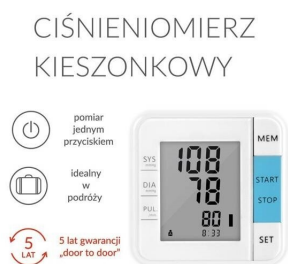 CIŚNIENIOMIERZ
KIESZONKOWY
pomiar
jednym
przyciskiem
idealny
w
podróży
5
LAT
5 lat gwarancji
„door to door”
SYS
108
DIA
78
PUL
80
8:33
MEM
START
STOP
SET